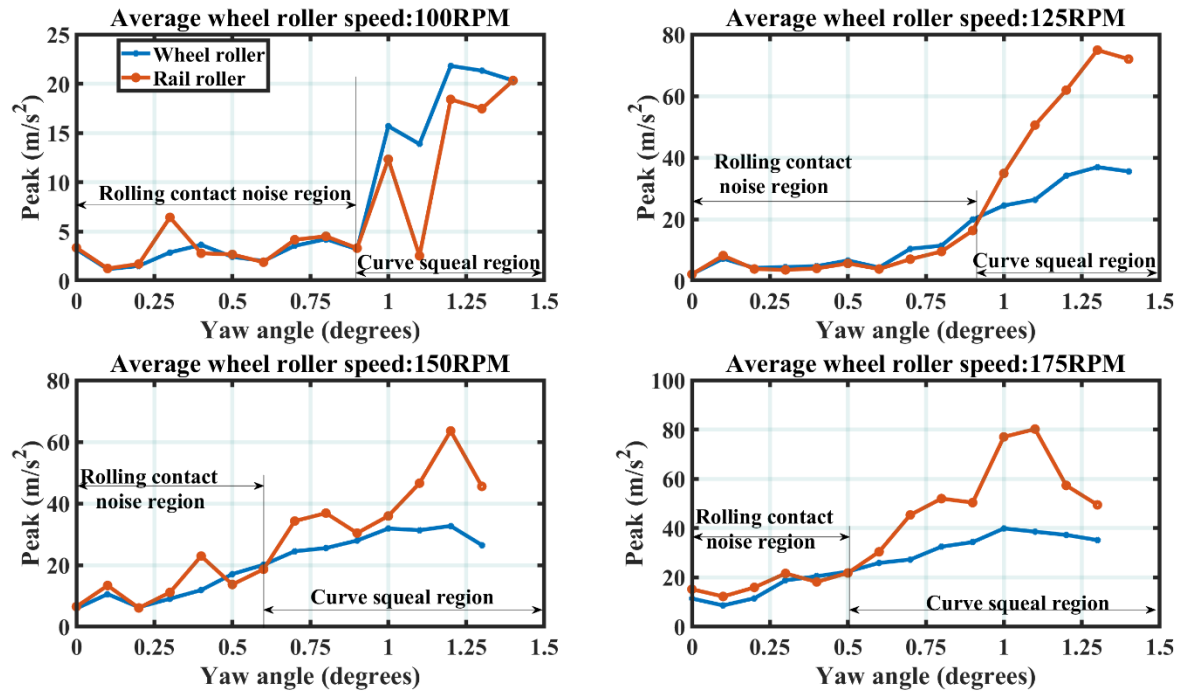 Average wheel roller speed:100RPM
Peak (m/s²)
25
20
15
10
5
0
Wheel roller
Rail roller
Rolling contact noise region
Curve squeal region
0 0.25 0.5 0.75 1 1.25 1.5
Yaw angle (degrees)
Average wheel roller speed:125RPM
Peak (m/s²)
80
60
40
20
0
Rolling contact
noise region
Curve squeal region
0 0.25 0.5 0.75 1 1.25 1.5
Yaw angle (degrees)
Average wheel roller speed:150RPM
Peak (m/s²)
80
60
40
20
0
Rolling contact
noise region
Curve squeal region
0 0.25 0.5 0.75 1 1.25 1.5
Yaw angle (degrees)
Average wheel roller speed:175RPM
Peak (m/s²)
100
80
60
40
20
0
Rolling contact
noise region
Curve squeal region
0 0.25 0.5 0.75 1 1.25 1.5
Yaw angle (degrees)